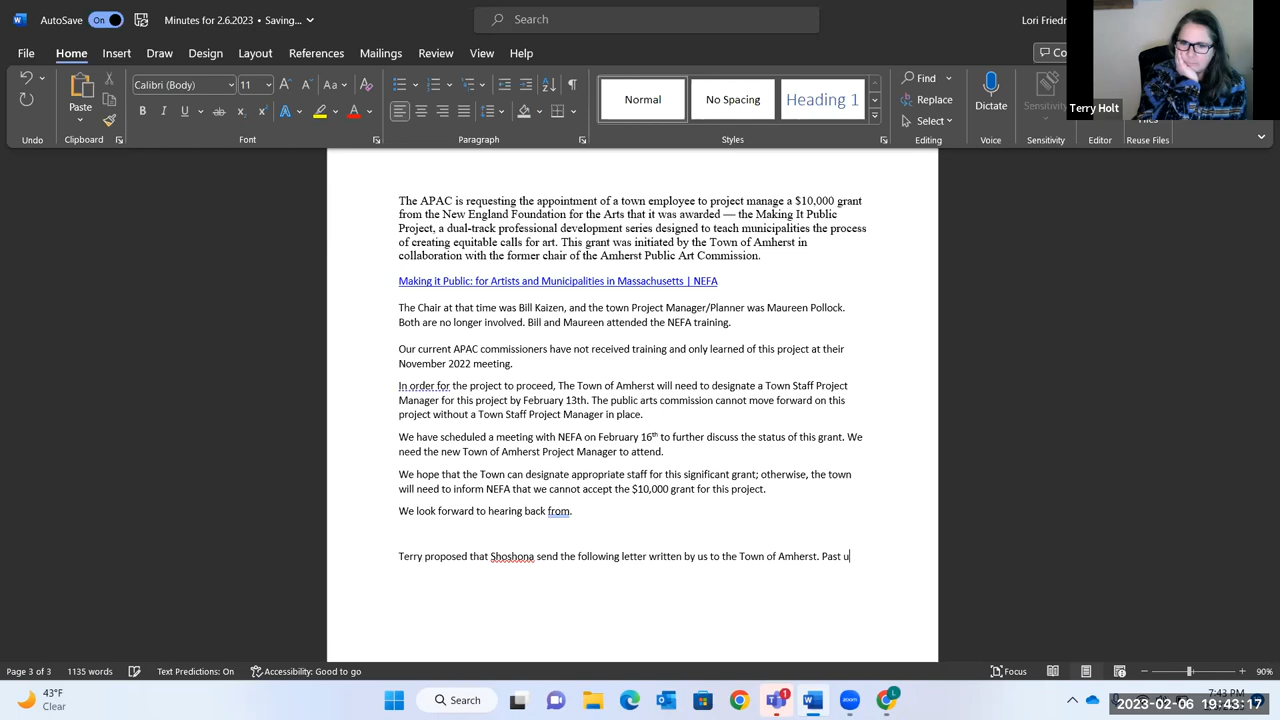 AutoSave On Minutes for 2.6.2023 • Saving... Search Lori Friedr
File Home Insert Draw Design Layout References Mailings Review View Help Co
Paste Calibri (Body) 11 Aa Normal No Spacing Heading 1 Find Replace Select Dictate Sensitivity Files
Terry Holt
Undo Clipboard Font Paragraph Styles Editing Voice Sensitivity Editor Reuse Files
The APAC is requesting the appointment of a town employee to project manage a $10,000 grant
from the New England Foundation for the Arts that it was awarded — the Making It Public
Project, a dual-track professional development series designed to teach municipalities the process
of creating equitable calls for art. This grant was initiated by the Town of Amherst in
collaboration with the former chair of the Amherst Public Art Commission.
Making it Public: for Artists and Municipalities in Massachusetts | NEFA
The Chair at that time was Bill Kaizen, and the town Project Manager/Planner was Maureen Pollock.
Both are no longer involved. Bill and Maureen attended the NEFA training.
Our current APAC commissioners have not received training and only learned of this project at their
November 2022 meeting.
In order for the project to proceed, The Town of Amherst will need to designate a Town Staff Project
Manager for this project by February 13th. The public arts commission cannot move forward on this
project without a Town Staff Project Manager in place.
We have scheduled a meeting with NEFA on February 16th to further discuss the status of this grant. We
need the new Town of Amherst Project Manager to attend.
We hope that the Town can designate appropriate staff for this significant grant; otherwise, the town
will need to inform NEFA that we cannot accept the $10,000 grant for this project.
We look forward to hearing back from.
Terry proposed that Shoshona send the following letter written by us to the Town of Amherst. Past u
Page 3 of 3 1135 words Text Predictions: On Accessibility: Good to go Focus 90%
43°F
Clear
Search
7:43 PM
2023-02-06 19:43:17